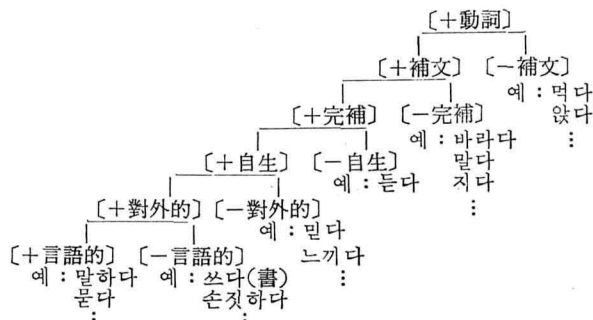 〔+動詞〕
〔+補文〕 〔-補文〕
예 : 먹다
앉다
⋮
〔+完補〕 〔-完補〕
예 : 바라다
말다
지다
⋮
〔+自生〕 〔-自生〕
예 : 듣다
〔+對外的〕 〔-對外的〕
예 : 믿다
느끼다
⋮
〔+言語的〕 〔-言語的〕
예 : 말하다 예 : 쓰다(書)
묻다 손짓하다
⋮ ⋮